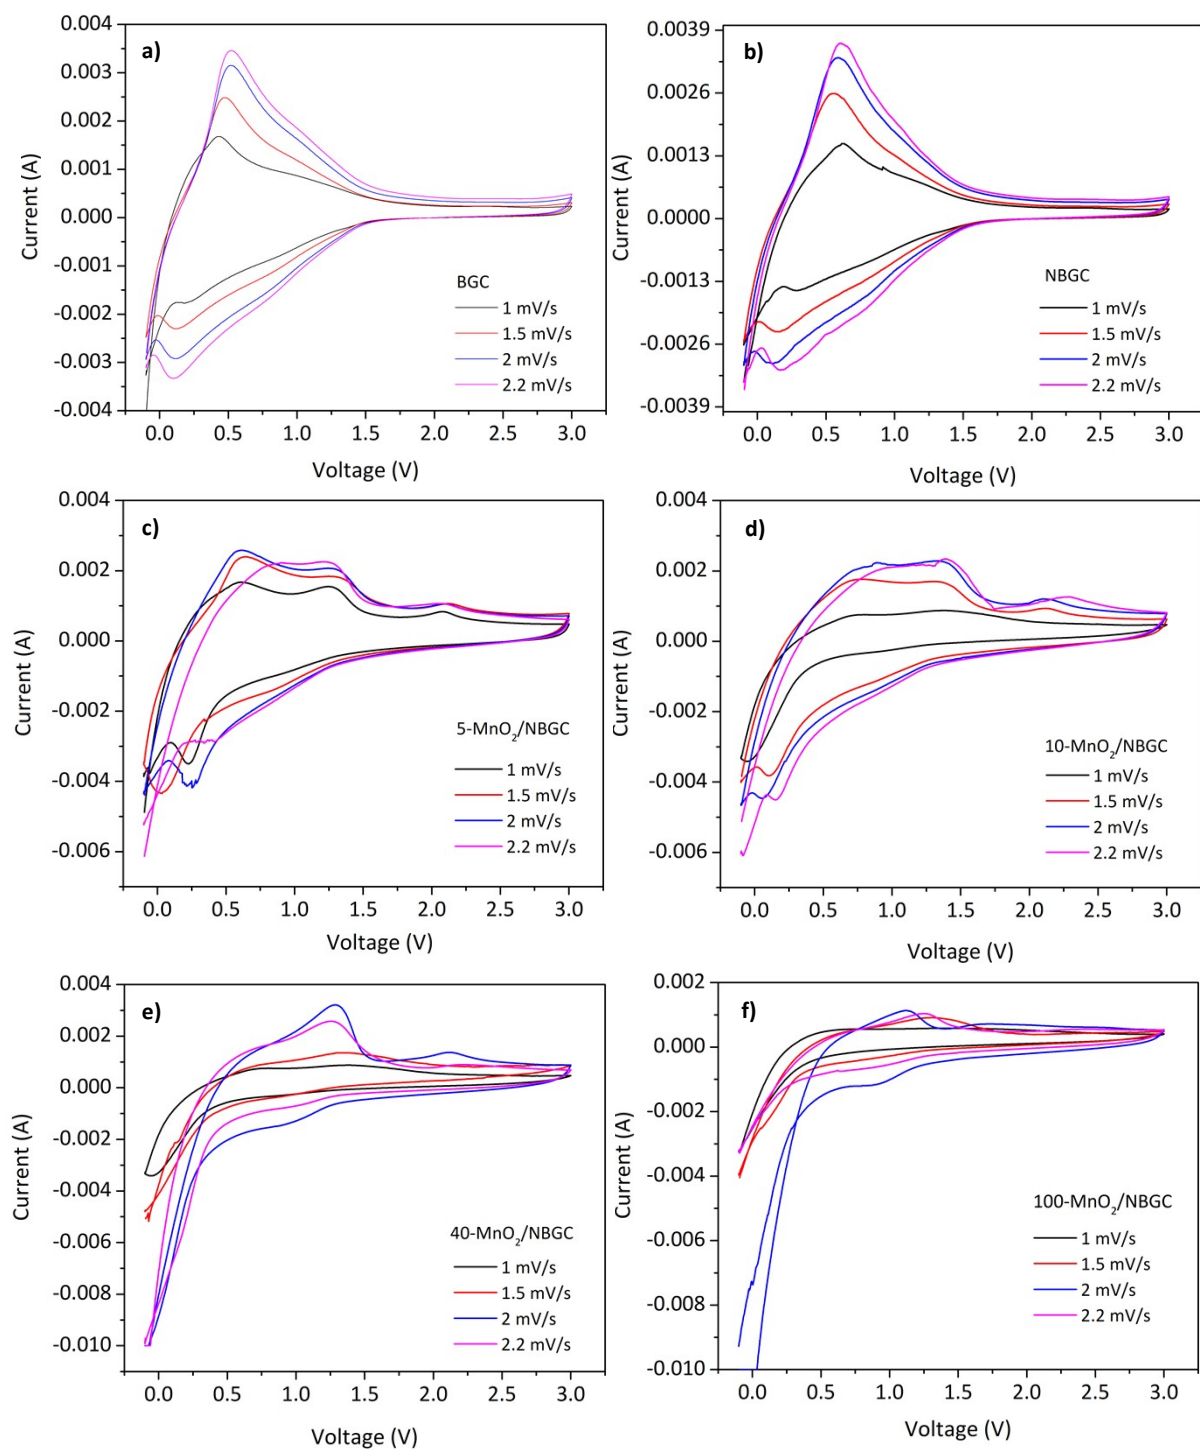 a)
0.004
0.003
0.002
0.001
0.000
-0.001
-0.002
-0.003
-0.004
Current (A)
BGC
1 mV/s
1.5 mV/s
2 mV/s
2.2 mV/s
0.0 0.5 1.0 1.5 2.0 2.5 3.0
Voltage (V)
b)
0.0039
0.0026
0.0013
0.0000
-0.0013
-0.0026
-0.0039
Current (A)
NBGC
1 mV/s
1.5 mV/s
2 mV/s
2.2 mV/s
0.0 0.5 1.0 1.5 2.0 2.5 3.0
Voltage (V)
c)
0.004
0.002
0.000
-0.002
-0.004
-0.006
Current (A)
5-MnO₂/NBGC
1 mV/s
1.5 mV/s
2 mV/s
2.2 mV/s
0.0 0.5 1.0 1.5 2.0 2.5 3.0
Voltage (V)
d)
0.004
0.002
0.000
-0.002
-0.004
-0.006
Current (A)
10-MnO₂/NBGC
1 mV/s
1.5 mV/s
2 mV/s
2.2 mV/s
0.0 0.5 1.0 1.5 2.0 2.5 3.0
Voltage (V)
e)
0.004
0.002
0.000
-0.002
-0.004
-0.006
-0.008
-0.010
Current (A)
40-MnO₂/NBGC
1 mV/s
1.5 mV/s
2 mV/s
2.2 mV/s
0.0 0.5 1.0 1.5 2.0 2.5 3.0
Voltage (V)
f)
0.002
0.000
-0.002
-0.004
-0.006
-0.008
-0.010
Current (A)
100-MnO₂/NBGC
1 mV/s
1.5 mV/s
2 mV/s
2.2 mV/s
0.0 0.5 1.0 1.5 2.0 2.5 3.0
Voltage (V)